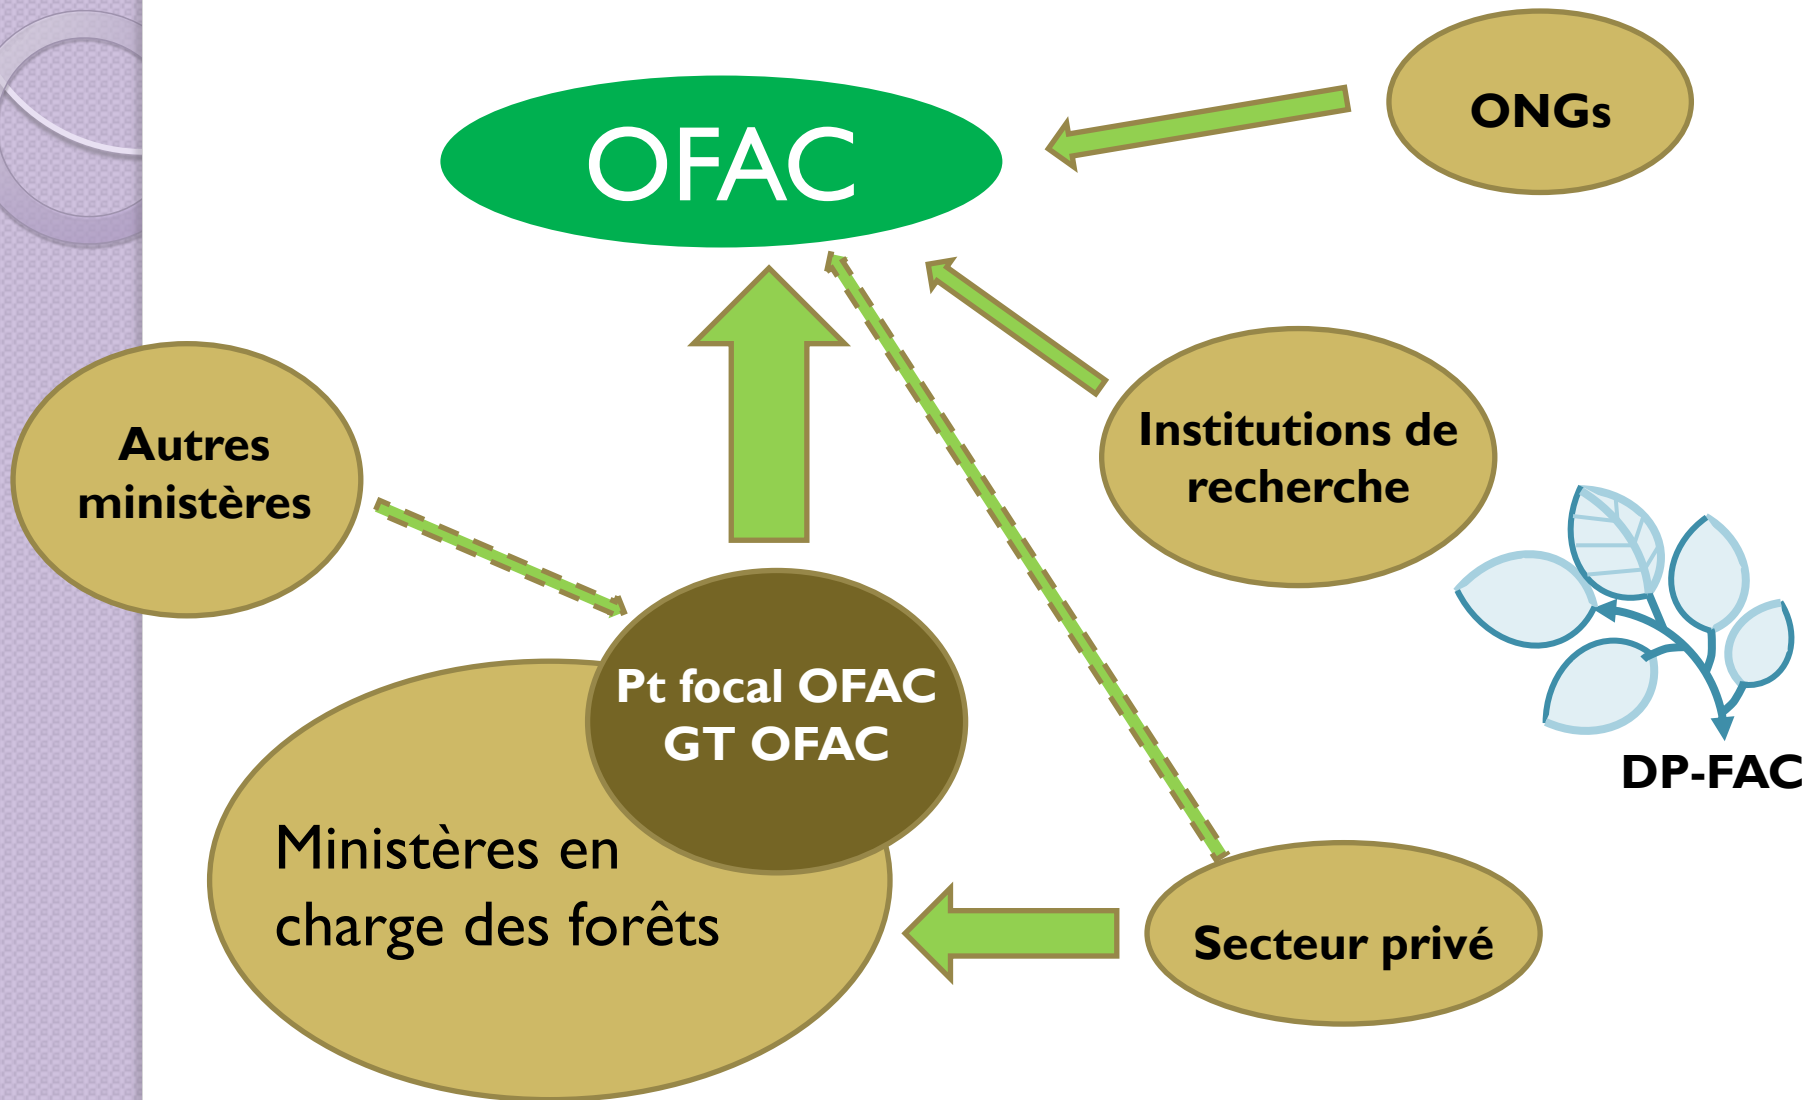 OFAC
ONGs
Autres
ministères
Institutions de
recherche
Pt focal OFAC
GT OFAC
DP-FAC
Ministères en
charge des forêts
Secteur privé